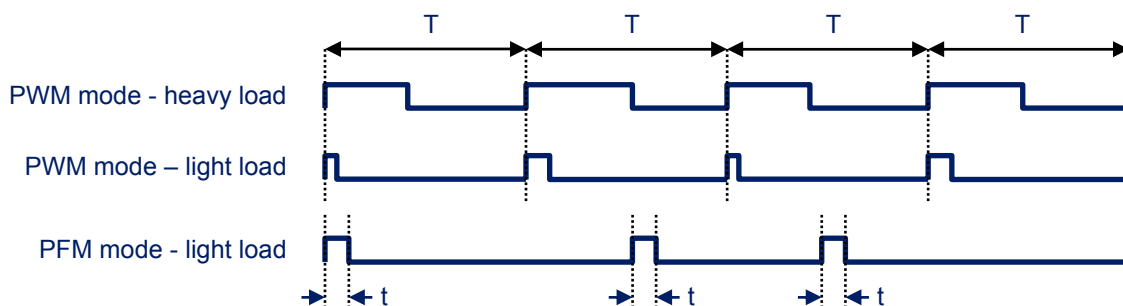 T T T T
PWM mode - heavy load
PWM mode – light load
PFM mode - light load
t t t